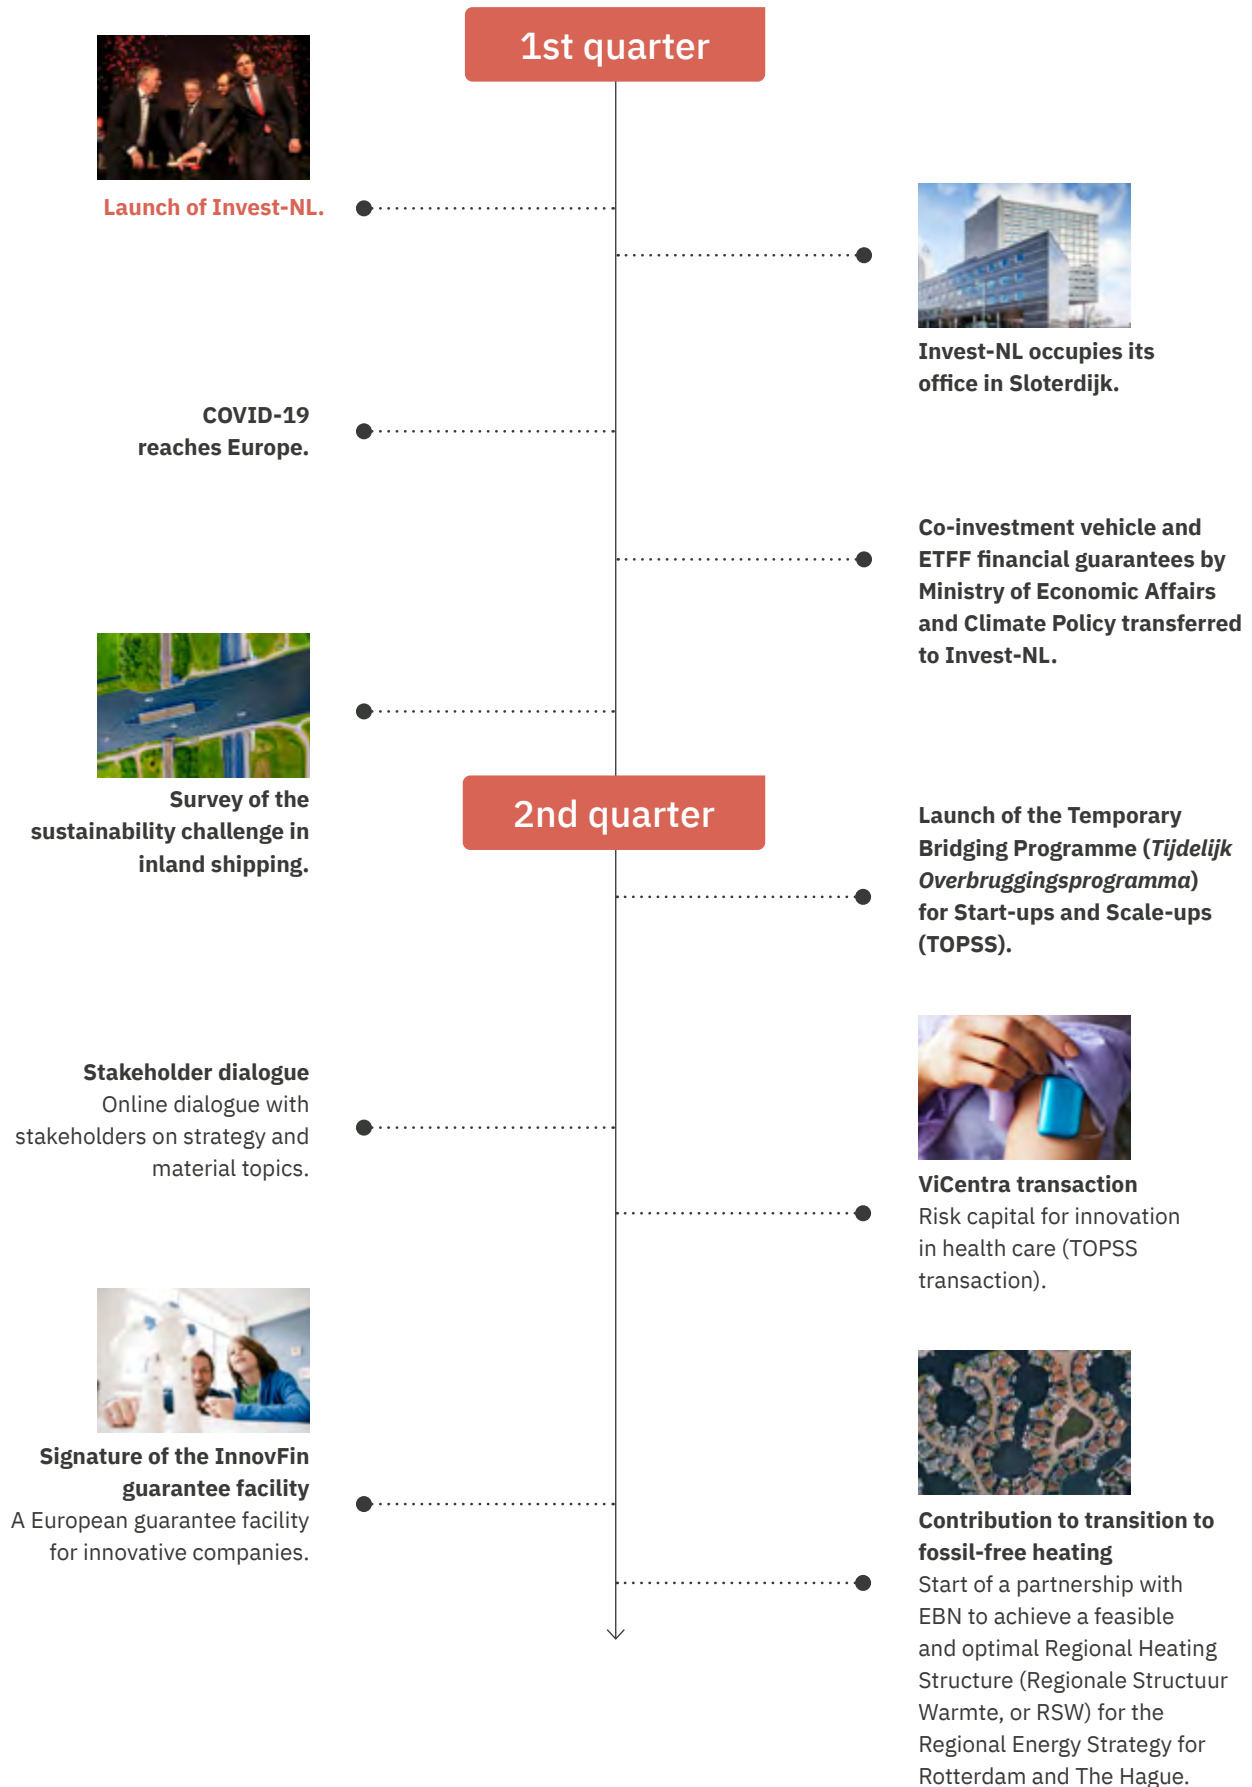 1st quarter
Launch of Invest-NL.
Invest-NL occupies its
office in Sloterdijk.
COVID-19
reaches Europe.
Co-investment vehicle and
ETFF financial guarantees by
Ministry of Economic Affairs
and Climate Policy transferred
to Invest-NL.
Survey of the
sustainability challenge in
inland shipping.
2nd quarter
Launch of the Temporary
Bridging Programme (Tijdelijk
Overbruggingsprogramma)
for Start-ups and Scale-ups
(TOPSS).
Stakeholder dialogue
Online dialogue with
stakeholders on strategy and
material topics.
ViCentra transaction
Risk capital for innovation
in health care (TOPSS
transaction).
Signature of the InnovFin
guarantee facility
A European guarantee facility
for innovative companies.
Contribution to transition to
fossil-free heating
Start of a partnership with
EBN to achieve a feasible
and optimal Regional Heating
Structure (Regionale Structuur
Warmte, or RSW) for the
Regional Energy Strategy for
Rotterdam and The Hague.